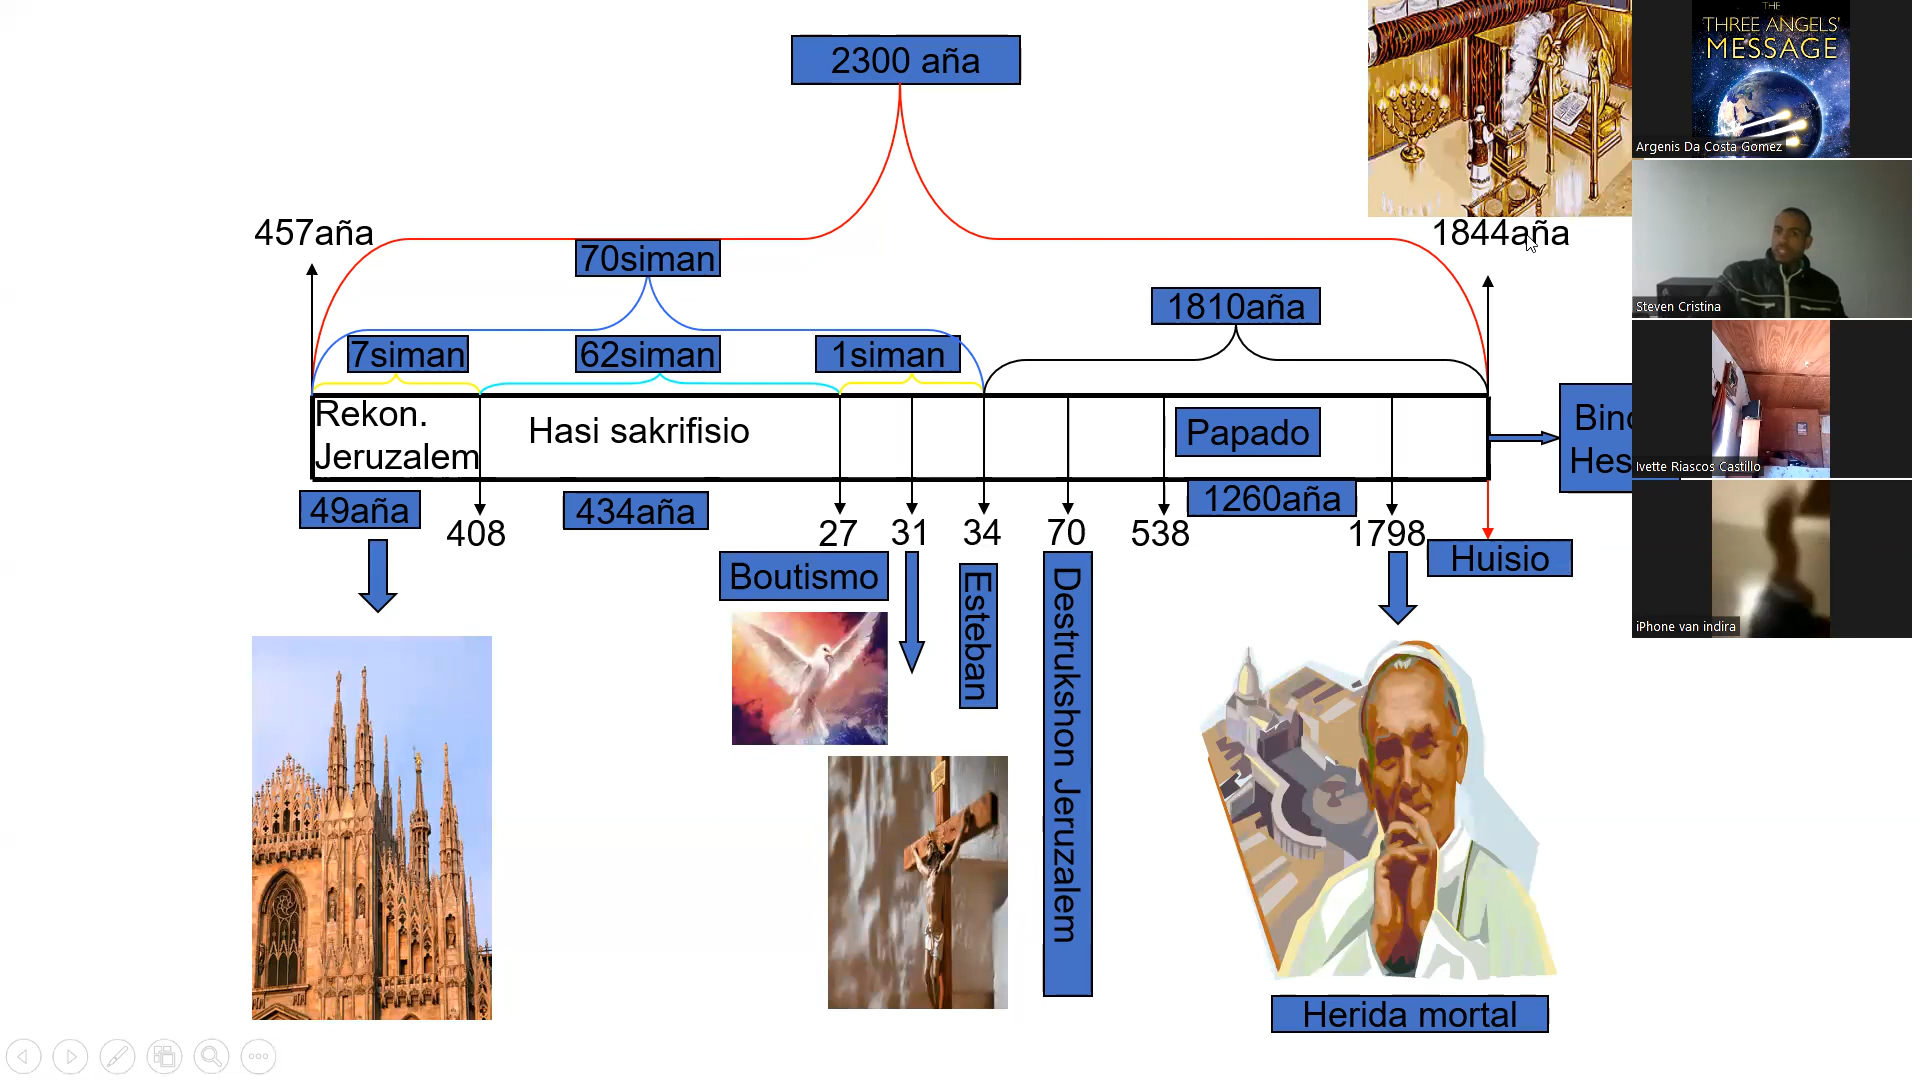 2300 aña
THE
THREE ANGELS'
MESSAGE
Argenis Da Costa Gomez
457aña
1844aña
70siman
Steven Cristina
1810aña
7siman
62siman
1siman
Rekon.
Jeruzalem
Hasi sakrifisio
Papado
Ivette Riascos Castillo
49aña
434aña
1260aña
408
27
31
34
70
538
1798
Boutismo
Esteban
Destrukshon Jeruzalem
Huisio
iPhone van indira
Herida mortal